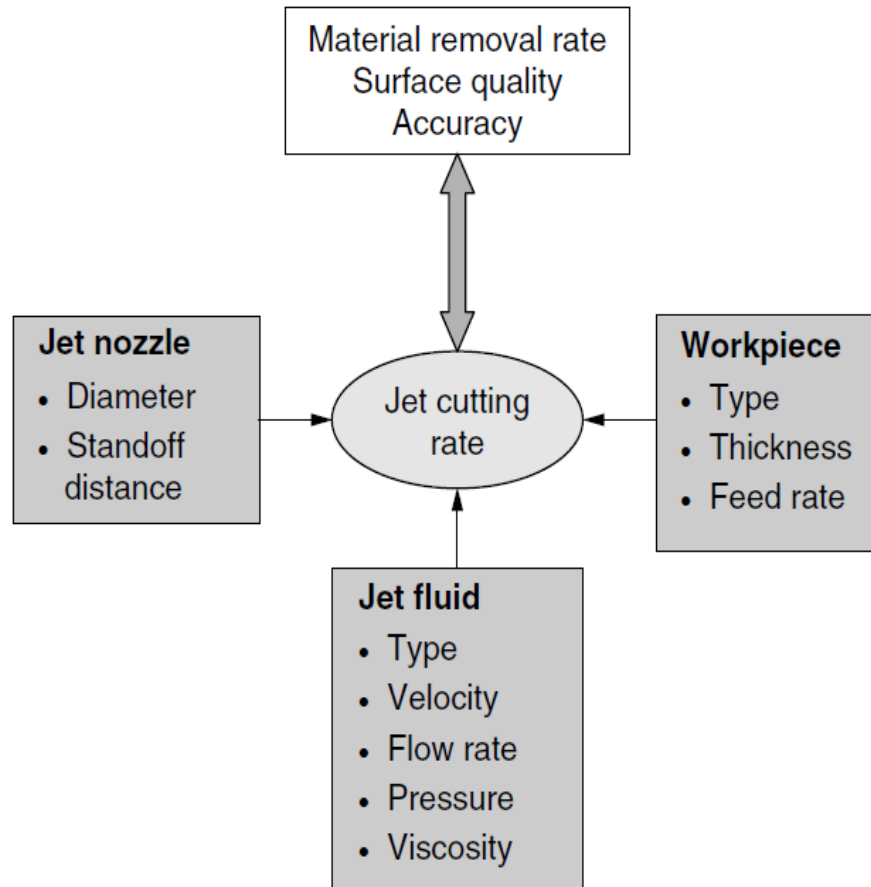 Material removal rate
Surface quality
Accuracy
Jet nozzle
• Diameter
• Standoff
distance
Jet cutting
rate
Workpiece
• Type
• Thickness
• Feed rate
Jet fluid
• Type
• Velocity
• Flow rate
• Pressure
• Viscosity